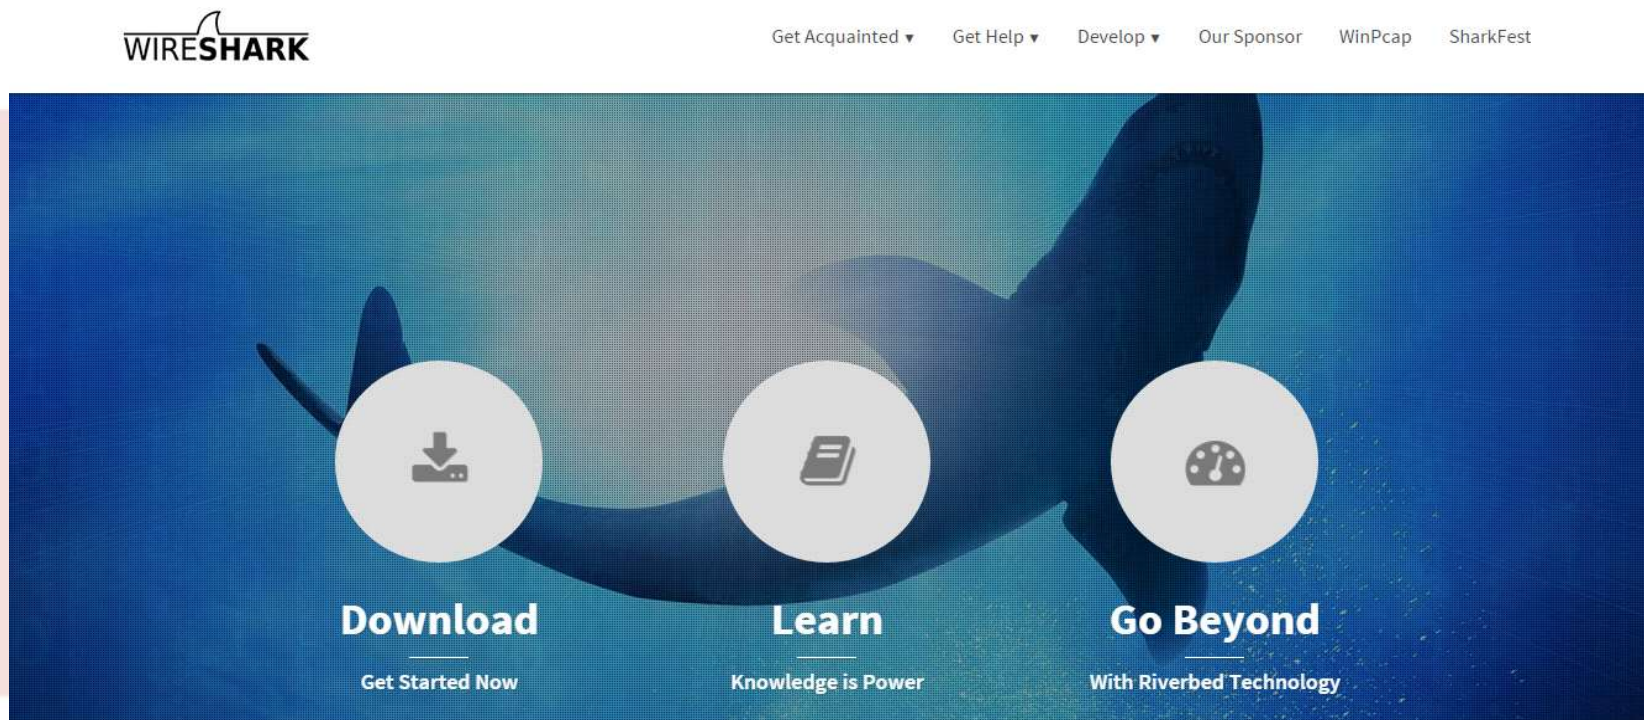 WIRESHARK
Get Acquainted ▾ Get Help ▾ Develop ▾ Our Sponsor WinPcap SharkFest
Download Learn Go Beyond
Get Started Now Knowledge is Power With Riverbed Technology